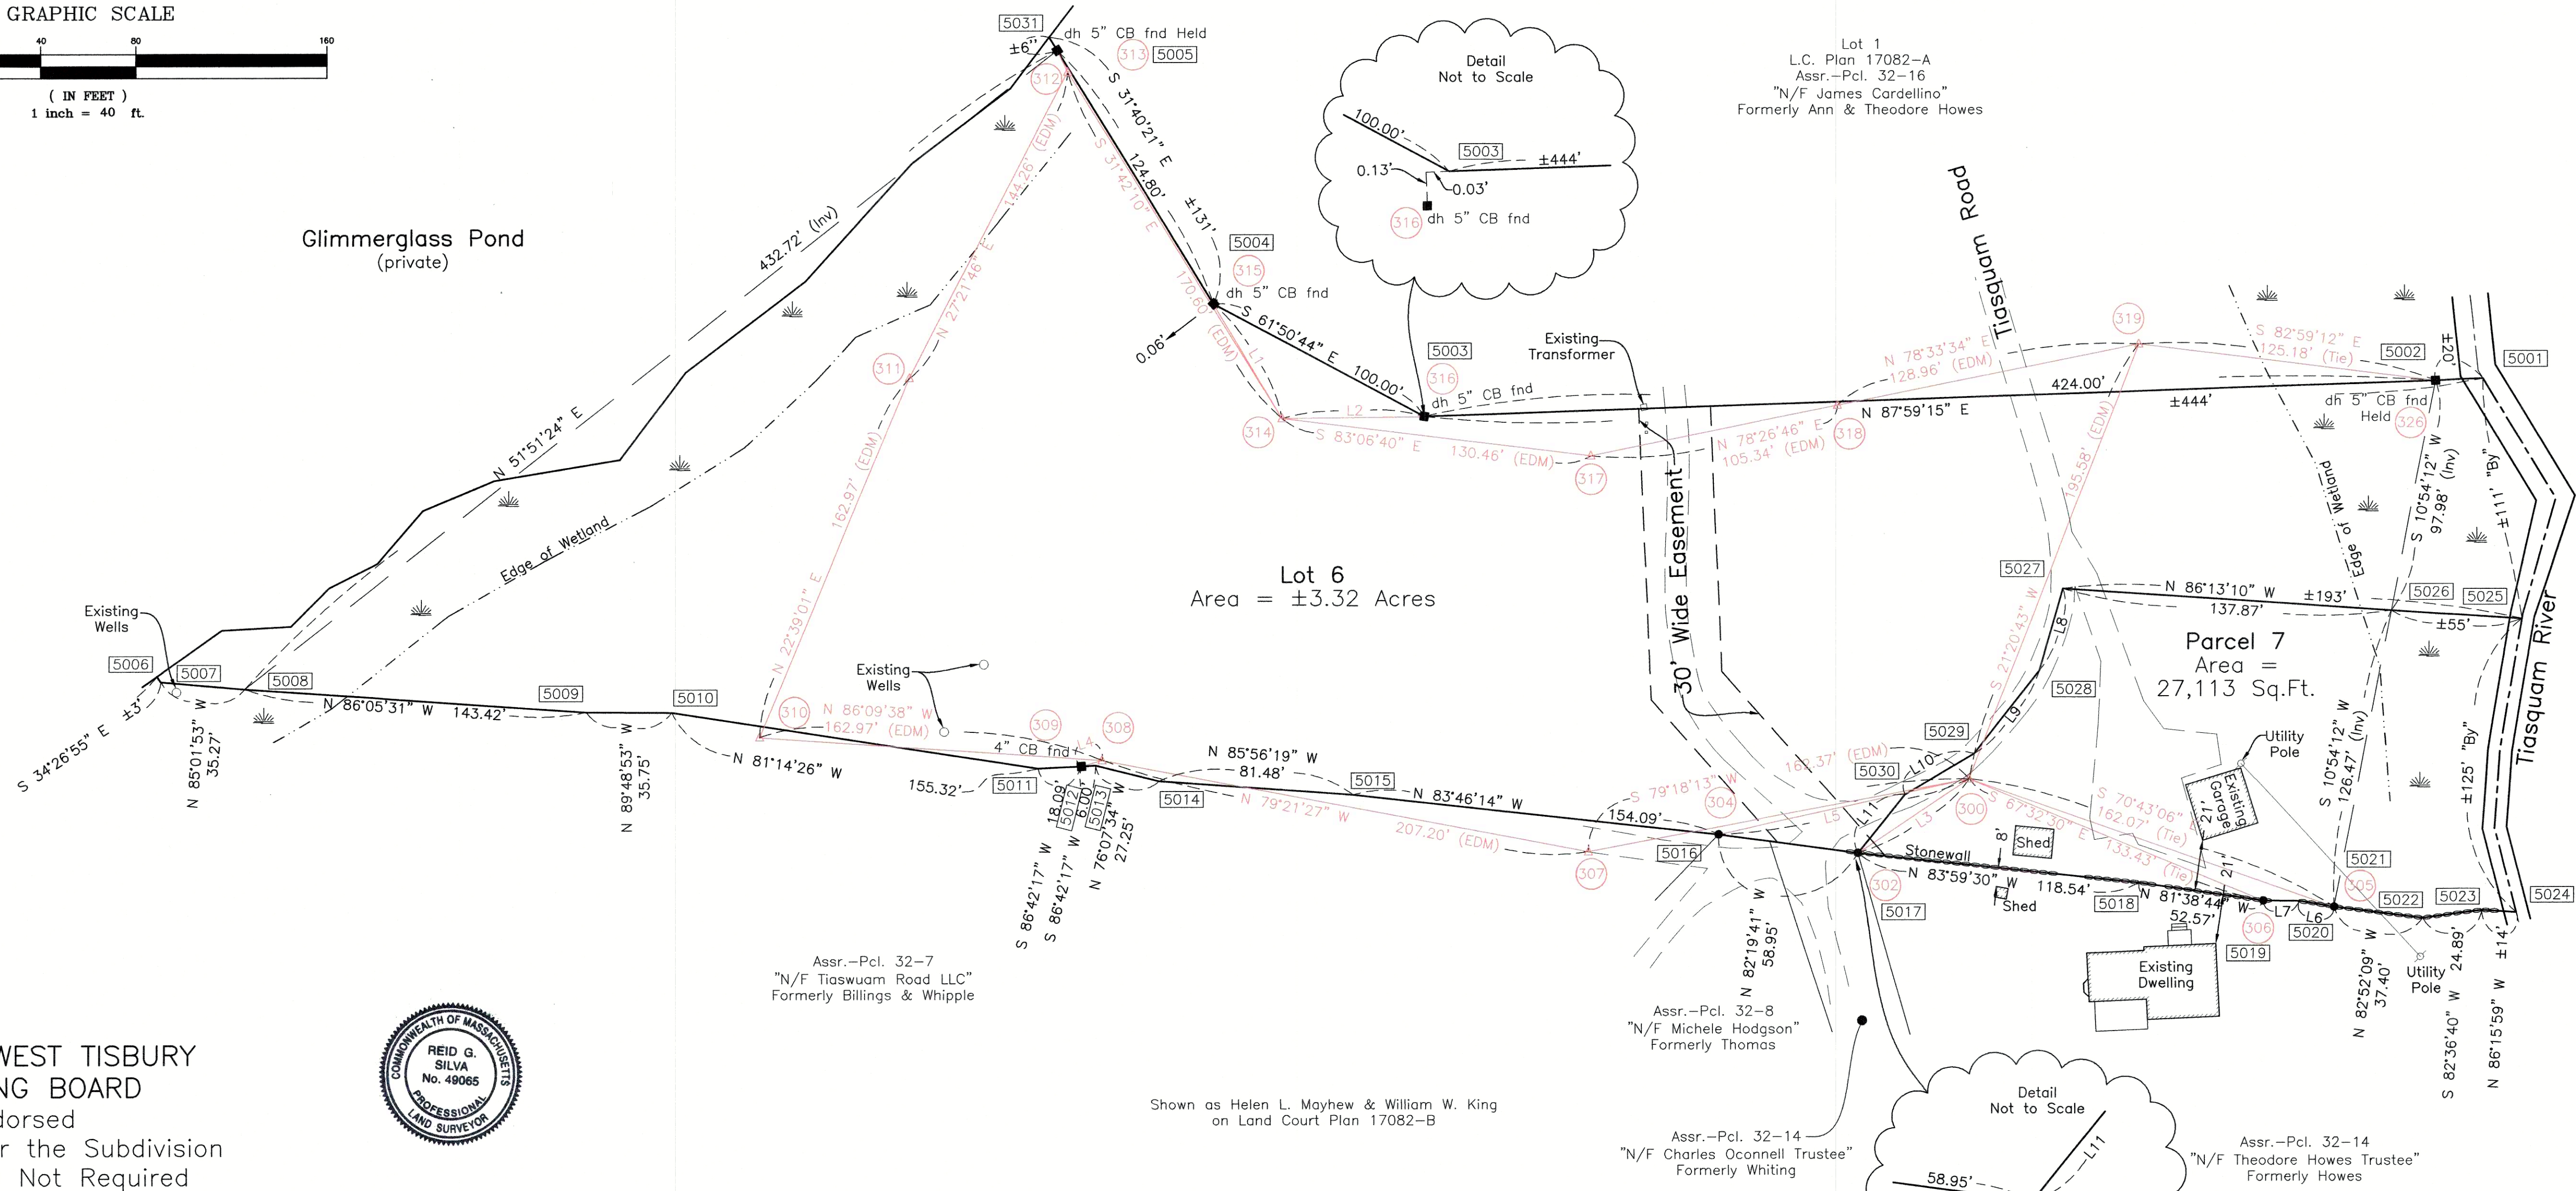 GRAPHIC SCALE
40 80 160
( IN FEET )
1 inch = 40 ft.
Glimmerglass Pond
(private)
5031
±6"
dh 5" CB fnd Held
313 5005
312
S 31°40'21" E
124.80'
±131'
S 31°42'10" E
170.60' (EDM)
144.26' (EDM)
N 27°21'46" E
432.72' (Inv)
N 51°51'24" E
5004
315
dh 5" CB fnd
0.06'
S 61°50'44" E
100.00'
L1
L2
314
S 83°06'40" E 130.46' (EDM)
317
Detail
Not to Scale
100.00'
5003
±444'
0.13'
0.03'
316
dh 5" CB fnd
5003
316
dh 5" CB fnd
Existing
Transformer
Lot 1
L.C. Plan 17082-A
Assr.-Pcl. 32-16
"N/F James Cardellino"
Formerly Ann & Theodore Howes
Tiasquam Road
319
N 78°33'34" E
128.96' (EDM)
N 78°26'46" E
105.34' (EDM)
318
N 87°59'15" E
424.00'
±444'
S 82°59'12" E
125.18' (Tie)
5002
±20'
5001
dh 5" CB fnd
Held
326
195.58' (EDM)
S 21°20'43" W
S 10°54'12" W
97.98' (Inv)
±111' "By"
Edge of Wetland
311
162.97' (EDM)
N 22°39'01" E
Edge of Wetland
Lot 6
Area = ±3.32 Acres
30' Wide Easement
5027
N 86°13'10" W
±193'
137.87'
5026
5025
±55'
Parcel 7
Area =
27,113 Sq.Ft.
Tiasquam River
L8
5028
L9
5029
5030
L10
L11
Existing
Wells
5006
5007
5008
±3'
S 34°26'55" E
N 85°01'53" W
35.27'
N 86°05'31" W 143.42'
5009
N 89°48'53" W
35.75'
5010
310
N 86°09'38" W
162.97' (EDM)
Existing
Wells
N 81°14'26" W
155.32'
309
308
4" CB fnd
L4
5011
18.09'
S 86°42'17" W
5012
6.00'
S 86°42'17" W
5013
N 76°07'34" W
27.25'
5014
N 85°56'19" W
81.48'
5015
N 79°21'27" W
207.20' (EDM)
307
N 83°46'14" W
154.09'
S 79°18'13" W
162.37' (EDM)
304
5016
N 82°19'41" W
58.95'
L5
L3
300
302
5017
Stonewall
8'
Shed
Shed
N 83°59'30" W
118.54'
S 67°32'30" E
133.43' (Tie)
S 70°43'06" E
162.07' (Tie)
5018
N 81°38'44" W
52.57'
Existing
Garage
21'
21'
Utility
Pole
S 10°54'12" W
126.47' (Inv)
±125' "By"
5021
305
L7
L6
306
5019
5020
5022
5023
5024
N 82°52'09" W
37.40'
S 82°36'40" W 24.89'
N 86°15'59" W ±14'
Utility
Pole
Existing
Dwelling
Assr.-Pcl. 32-7
"N/F Tiaswuam Road LLC"
Formerly Billings & Whipple
Assr.-Pcl. 32-8
"N/F Michele Hodgson"
Formerly Thomas
Shown as Helen L. Mayhew & William W. King
on Land Court Plan 17082-B
Assr.-Pcl. 32-14
"N/F Charles Oconnell Trustee"
Formerly Whiting
Detail
Not to Scale
L11
58.95'
Assr.-Pcl. 32-14
"N/F Theodore Howes Trustee"
Formerly Howes
COMMONWEALTH OF MASSACHUSETTS
REID G.
SILVA
No. 49065
PROFESSIONAL
LAND SURVEYOR
WEST TISBURY
NG BOARD
dorsed
r the Subdivision
Not Required